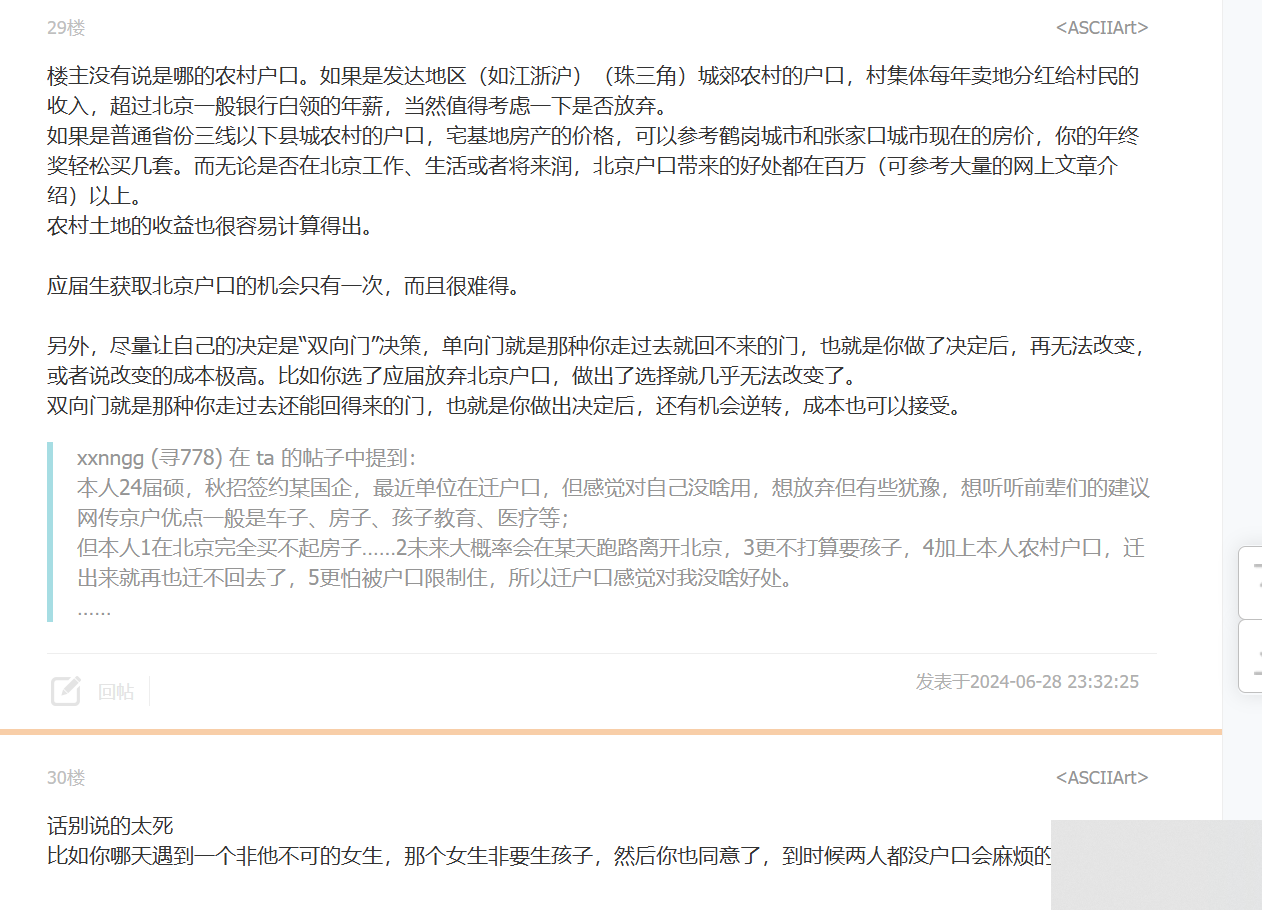 29楼
<ASCIIArt>
楼主没有说是哪的农村户口。如果是发达地区（如江浙沪）（珠三角）城郊农村的户口，村集体每年卖地分红给村民的
收入，超过北京一般银行白领的年薪，当然值得考虑一下是否放弃。
如果是普通省份三线以下县城农村的户口，宅基地房产的价格，可以参考鹤岗城市和张家口城市现在的房价，你的年终
奖轻松买几套。而无论是否在北京工作、生活或者将来润，北京户口带来的好处都在百万（可参考大量的网上文章介
绍）以上。
农村土地的收益也很容易计算得出。
应届生获取北京户口的机会只有一次，而且很难得。
另外，尽量让自己的决定是“双向门”决策，单向门就是那种你走过去就回不来的门，也就是你做了决定后，再无法改变，
或者说改变的成本极高。比如你选了应届放弃北京户口，做出了选择就几乎无法改变了。
双向门就是那种你走过去还能回得来的门，也就是你做出决定后，还有机会逆转，成本也可以接受。
xxnngg (寻778) 在 ta 的帖子中提到：
本人24届硕，秋招签约某国企，最近单位在迁户口，但感觉对自己没啥用，想放弃但有些犹豫，想听听前辈们的建议
网传京户优点一般是车子、房子、孩子教育、医疗等；
但本人1在北京完全买不起房子……2未来大概率会在某天跑路离开北京，3更不打算要孩子，4加上本人农村户口，迁
出来就再也迁不回去了，5更怕被户口限制住，所以迁户口感觉对我没啥好处。
……
回帖
发表于2024-06-28 23:32:25
30楼
<ASCIIArt>
话别说的太死
比如你哪天遇到一个非他不可的女生，那个女生非要生孩子，然后你也同意了，到时候两人都没户口会麻烦的